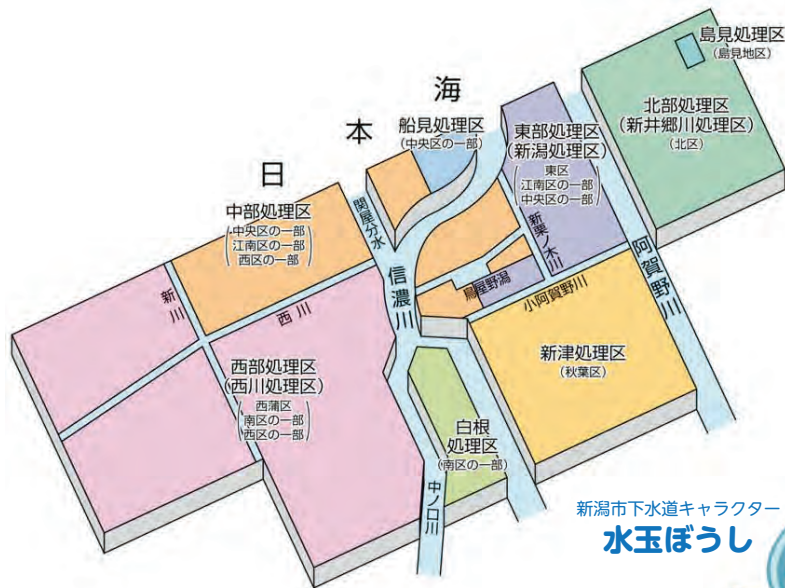 島見処理区
(島見地区)
北部処理区
(新井郷川処理区)
(北区)
日本海
船見処理区
(中央区の一部)
東部処理区
(新潟処理区)
(東区
江南区の一部
中央区の一部)
中部処理区
(中央区の一部
江南区の一部
西区の一部)
関屋分水
信濃川
新栗ノ木川
鳥屋野潟
小阿賀野川
阿賀野川
新川
西川
西部処理区
(西川処理区)
(西蒲区
南区の一部
西区の一部)
新津処理区
(秋葉区)
白根
処理区
(南区の一部)
中ノ口川
新潟市下水道キャラクター
水玉ぼうし